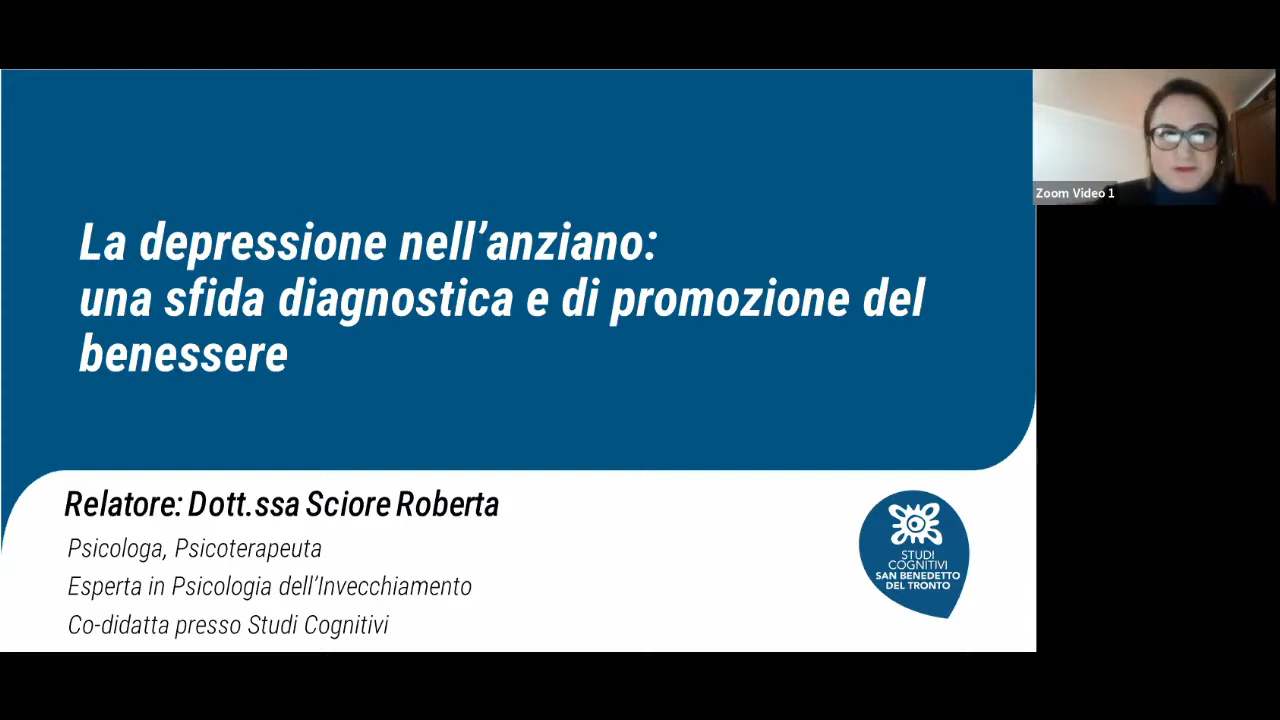 La depressione nell’anziano:
una sfida diagnostica e di promozione del
benessere
Zoom Video 1
Relatore: Dott.ssa Sciore Roberta
Psicologa, Psicoterapeuta
Esperta in Psicologia dell’Invecchiamento
Co-didatta presso Studi Cognitivi
STUDI
COGNITIVI
SAN BENEDETTO
DEL TRONTO